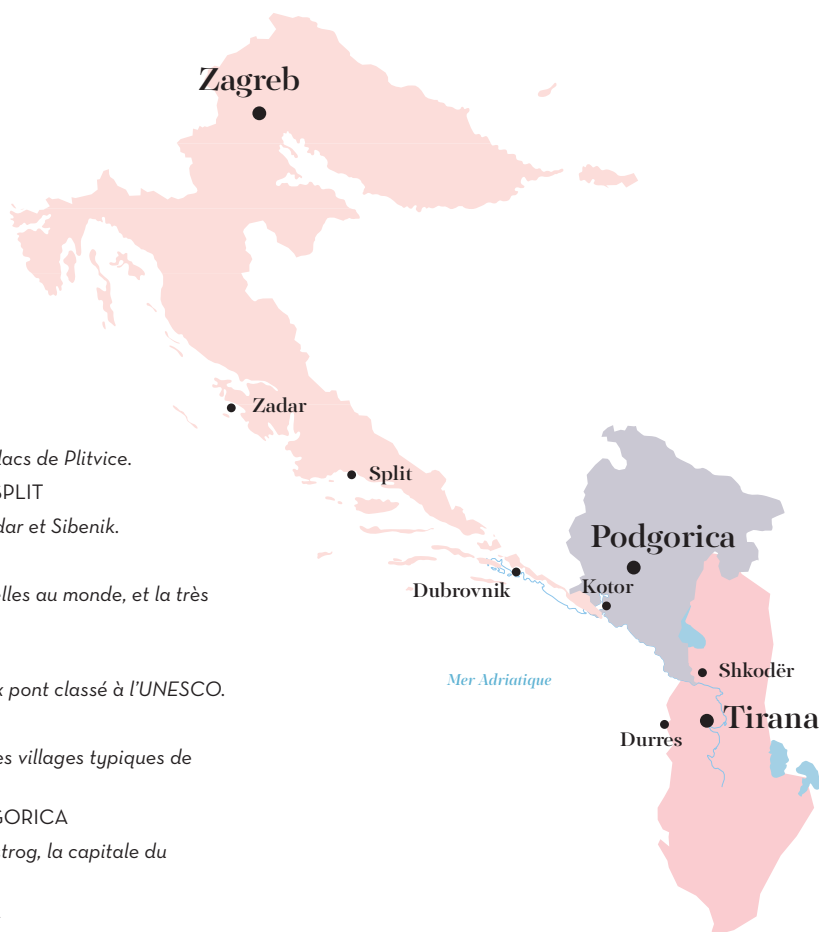 Zagreb
Zadar
lacs de Plitvice.
Split
SPLIT
dar et Sibenik.
Podgorica
Dubrovnik
Kotor
elles au monde, et la très
Mer Adriatique
Shkodër
x pont classé à l'UNESCO.
Tirana
Durres
es villages typiques de
GORICA
trog, la capitale du